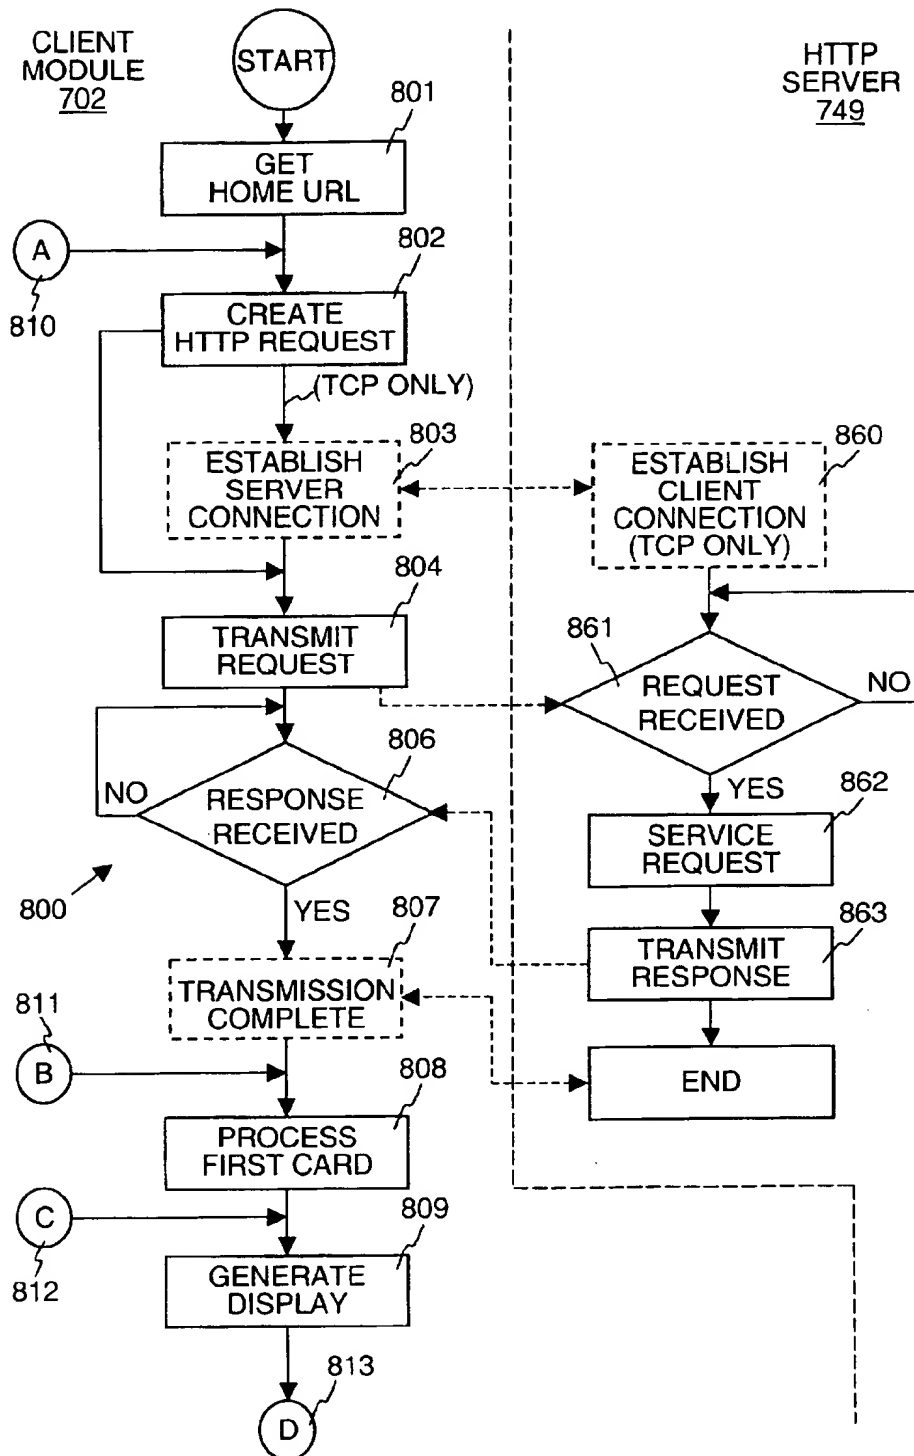 CLIENT
MODULE
702
START
HTTP
SERVER
749
801
GET
HOME URL
A
810
802
CREATE
HTTP REQUEST
(TCP ONLY)
803
ESTABLISH
SERVER
CONNECTION
860
ESTABLISH
CLIENT
CONNECTION
(TCP ONLY)
804
TRANSMIT
REQUEST
861
REQUEST
RECEIVED
NO
YES
806
RESPONSE
RECEIVED
NO
YES
800
862
SERVICE
REQUEST
863
TRANSMIT
RESPONSE
807
TRANSMISSION
COMPLETE
END
811
B
808
PROCESS
FIRST CARD
C
812
809
GENERATE
DISPLAY
813
D